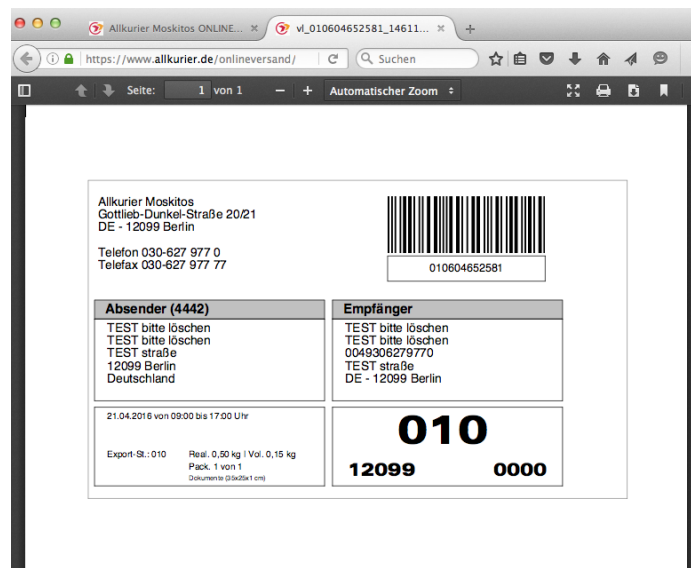 Allkurier Moskitos ONLINE...
vl_010604652581_14611...
https://www.allkurier.de/onlineversand/
Suchen
Seite: 1 von 1
Automatischer Zoom
Allkurier Moskitos
Gottlieb-Dunkel-Straße 20/21
DE - 12099 Berlin
Telefon 030-627 977 0
Telefax 030-627 977 77
010604652581
Absender (4442)
TEST bitte löschen
TEST bitte löschen
TEST straße
12099 Berlin
Deutschland
Empfänger
TEST bitte löschen
TEST bitte löschen
0049306279770
TEST straße
DE - 12099 Berlin
21.04.2016 von 09:00 bis 17:00 Uhr
Export-St.: 010 Real. 0,50 kg | Vol. 0,15 kg
Pack. 1 von 1
Dokumente (35x25x1 cm)
010
12099 0000